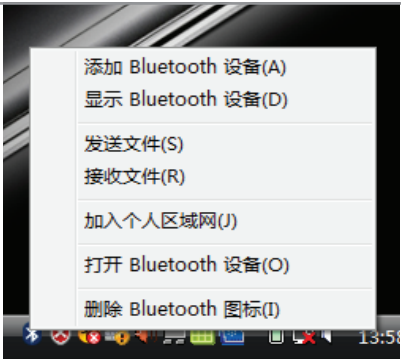 添加 Bluetooth 设备(A)
显示 Bluetooth 设备(D)
发送文件(S)
接收文件(R)
加入个人区域网(J)
打开 Bluetooth 设备(O)
删除 Bluetooth 图标(I)
13:58